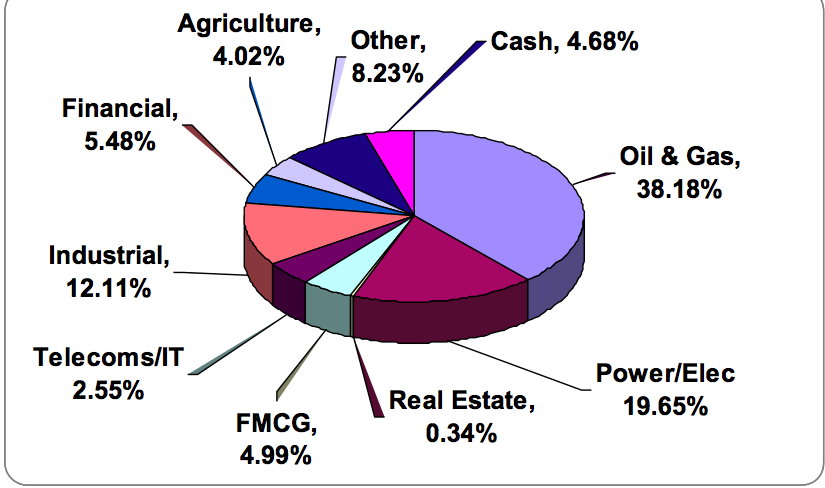 Agriculture,
4.02%
Other,
8.23%
Cash, 4.68%
Financial,
5.48%
Oil & Gas,
38.18%
Industrial,
12.11%
Telecoms/IT
2.55%
FMCG,
4.99%
Real Estate,
0.34%
Power/Elec
19.65%